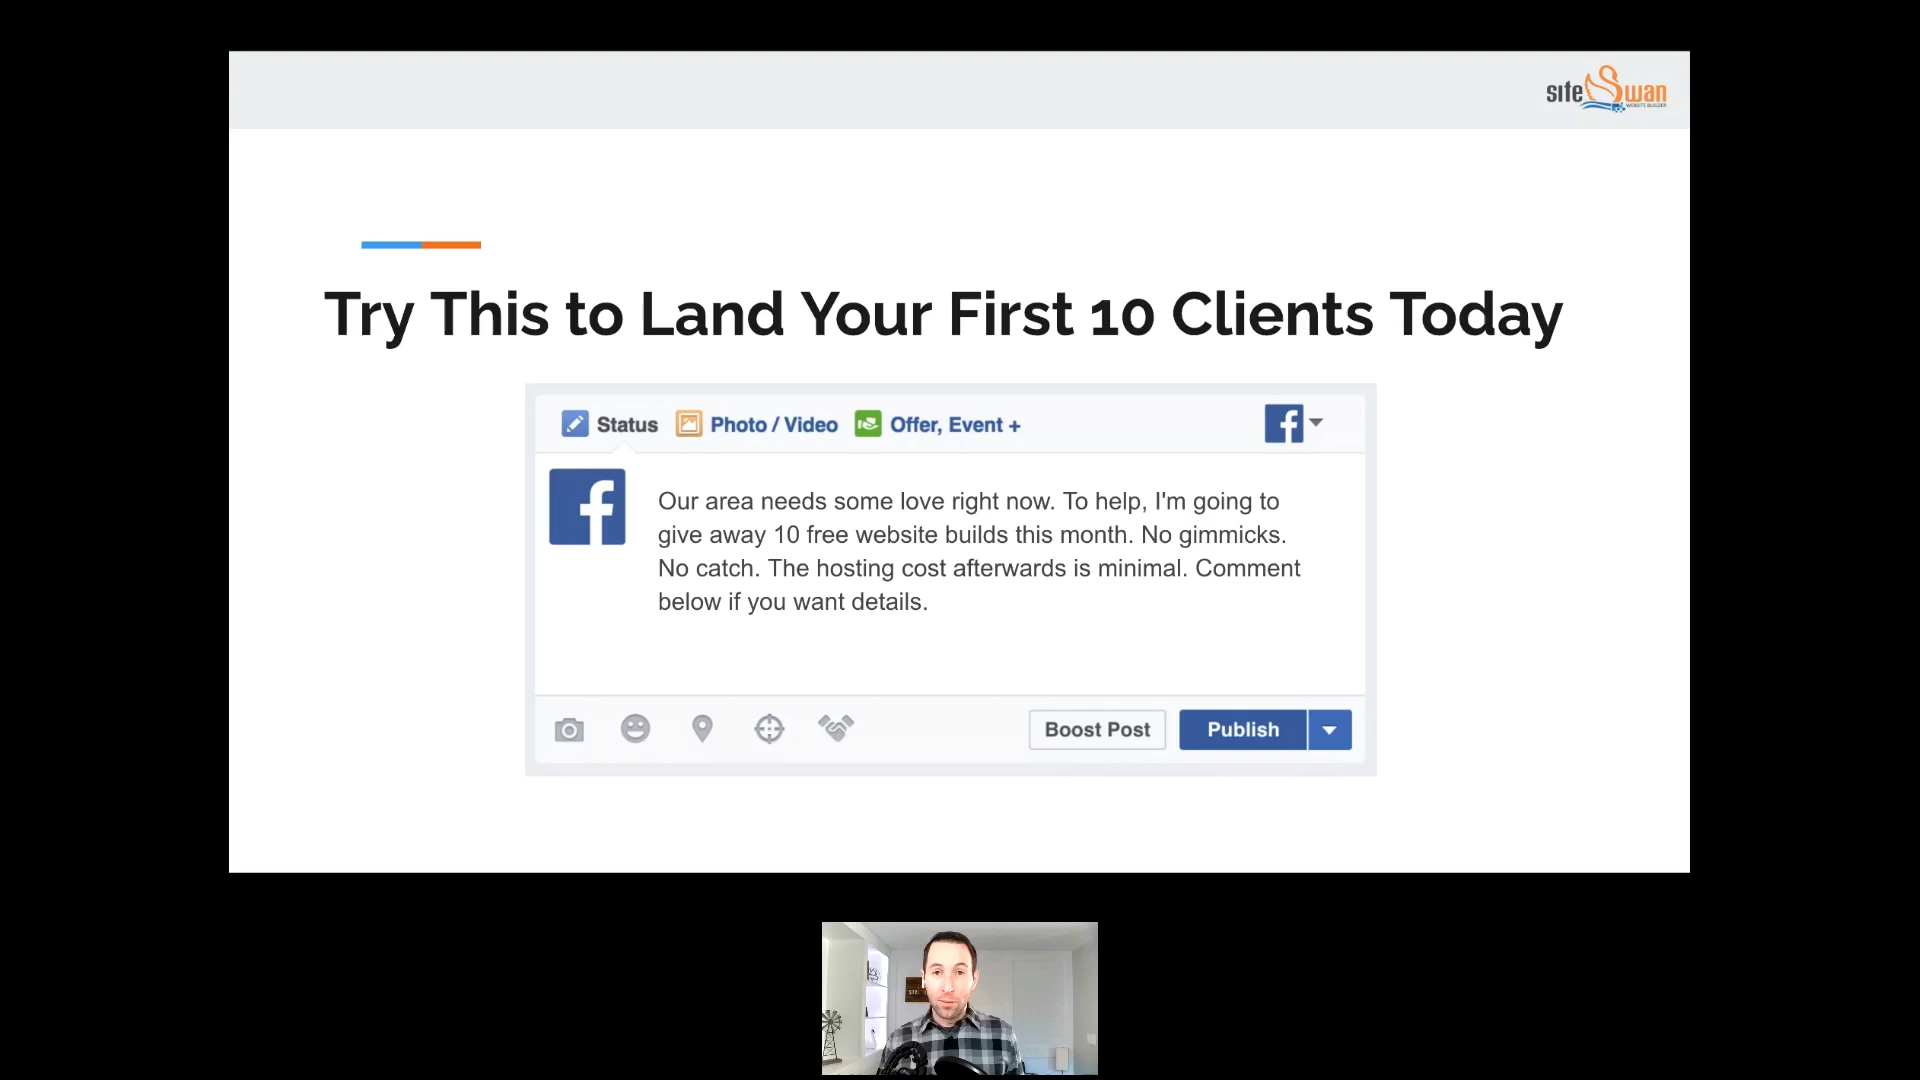 site Swan
WEBSITE BUILDER
Try This to Land Your First 10 Clients Today
Status Photo / Video Offer, Event +
Our area needs some love right now. To help, I'm going to
give away 10 free website builds this month. No gimmicks.
No catch. The hosting cost afterwards is minimal. Comment
below if you want details.
Boost Post Publish